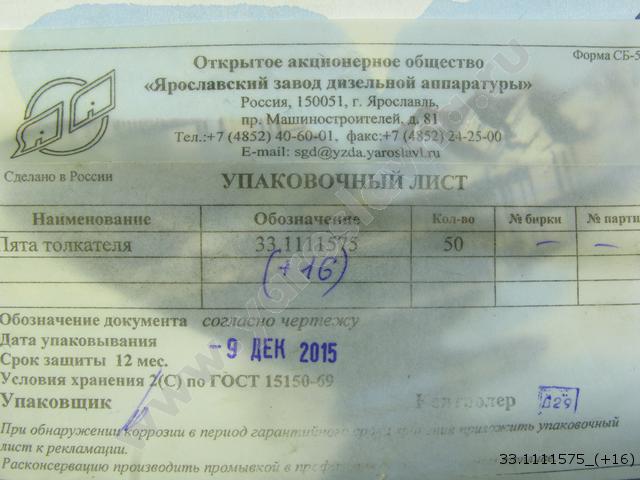 Открытое акционерное общество
Форма СБ-5
«Ярославский завод дизельной аппаратуры»
Россия, 150051, г. Ярославль,
пр. Машиностроителей, д. 81
Тел.:+7 (4852) 40-60-01, факс:+7 (4852) 24-25-00
E-mail: sgd@yzda.yaroslavl.ru
Сделано в России
УПАКОВОЧНЫЙ ЛИСТ
Наименование Обозначение Кол-во № бирки № парти
Пята толкателя 33.1111575 50 – –
(+16)
Обозначение документа согласно чертежу
Дата упаковывания
- 9 ДЕК 2015
Срок защиты 12 мес.
Условия хранения 2(С) по ГОСТ 15150-69
Упаковщик Контролер
При обнаружении коррозии в период гарантийного срока хранения приложить упаковочный
лист к рекламации.
Расконсервацию производить промывкой в
33.1111575_(+16)